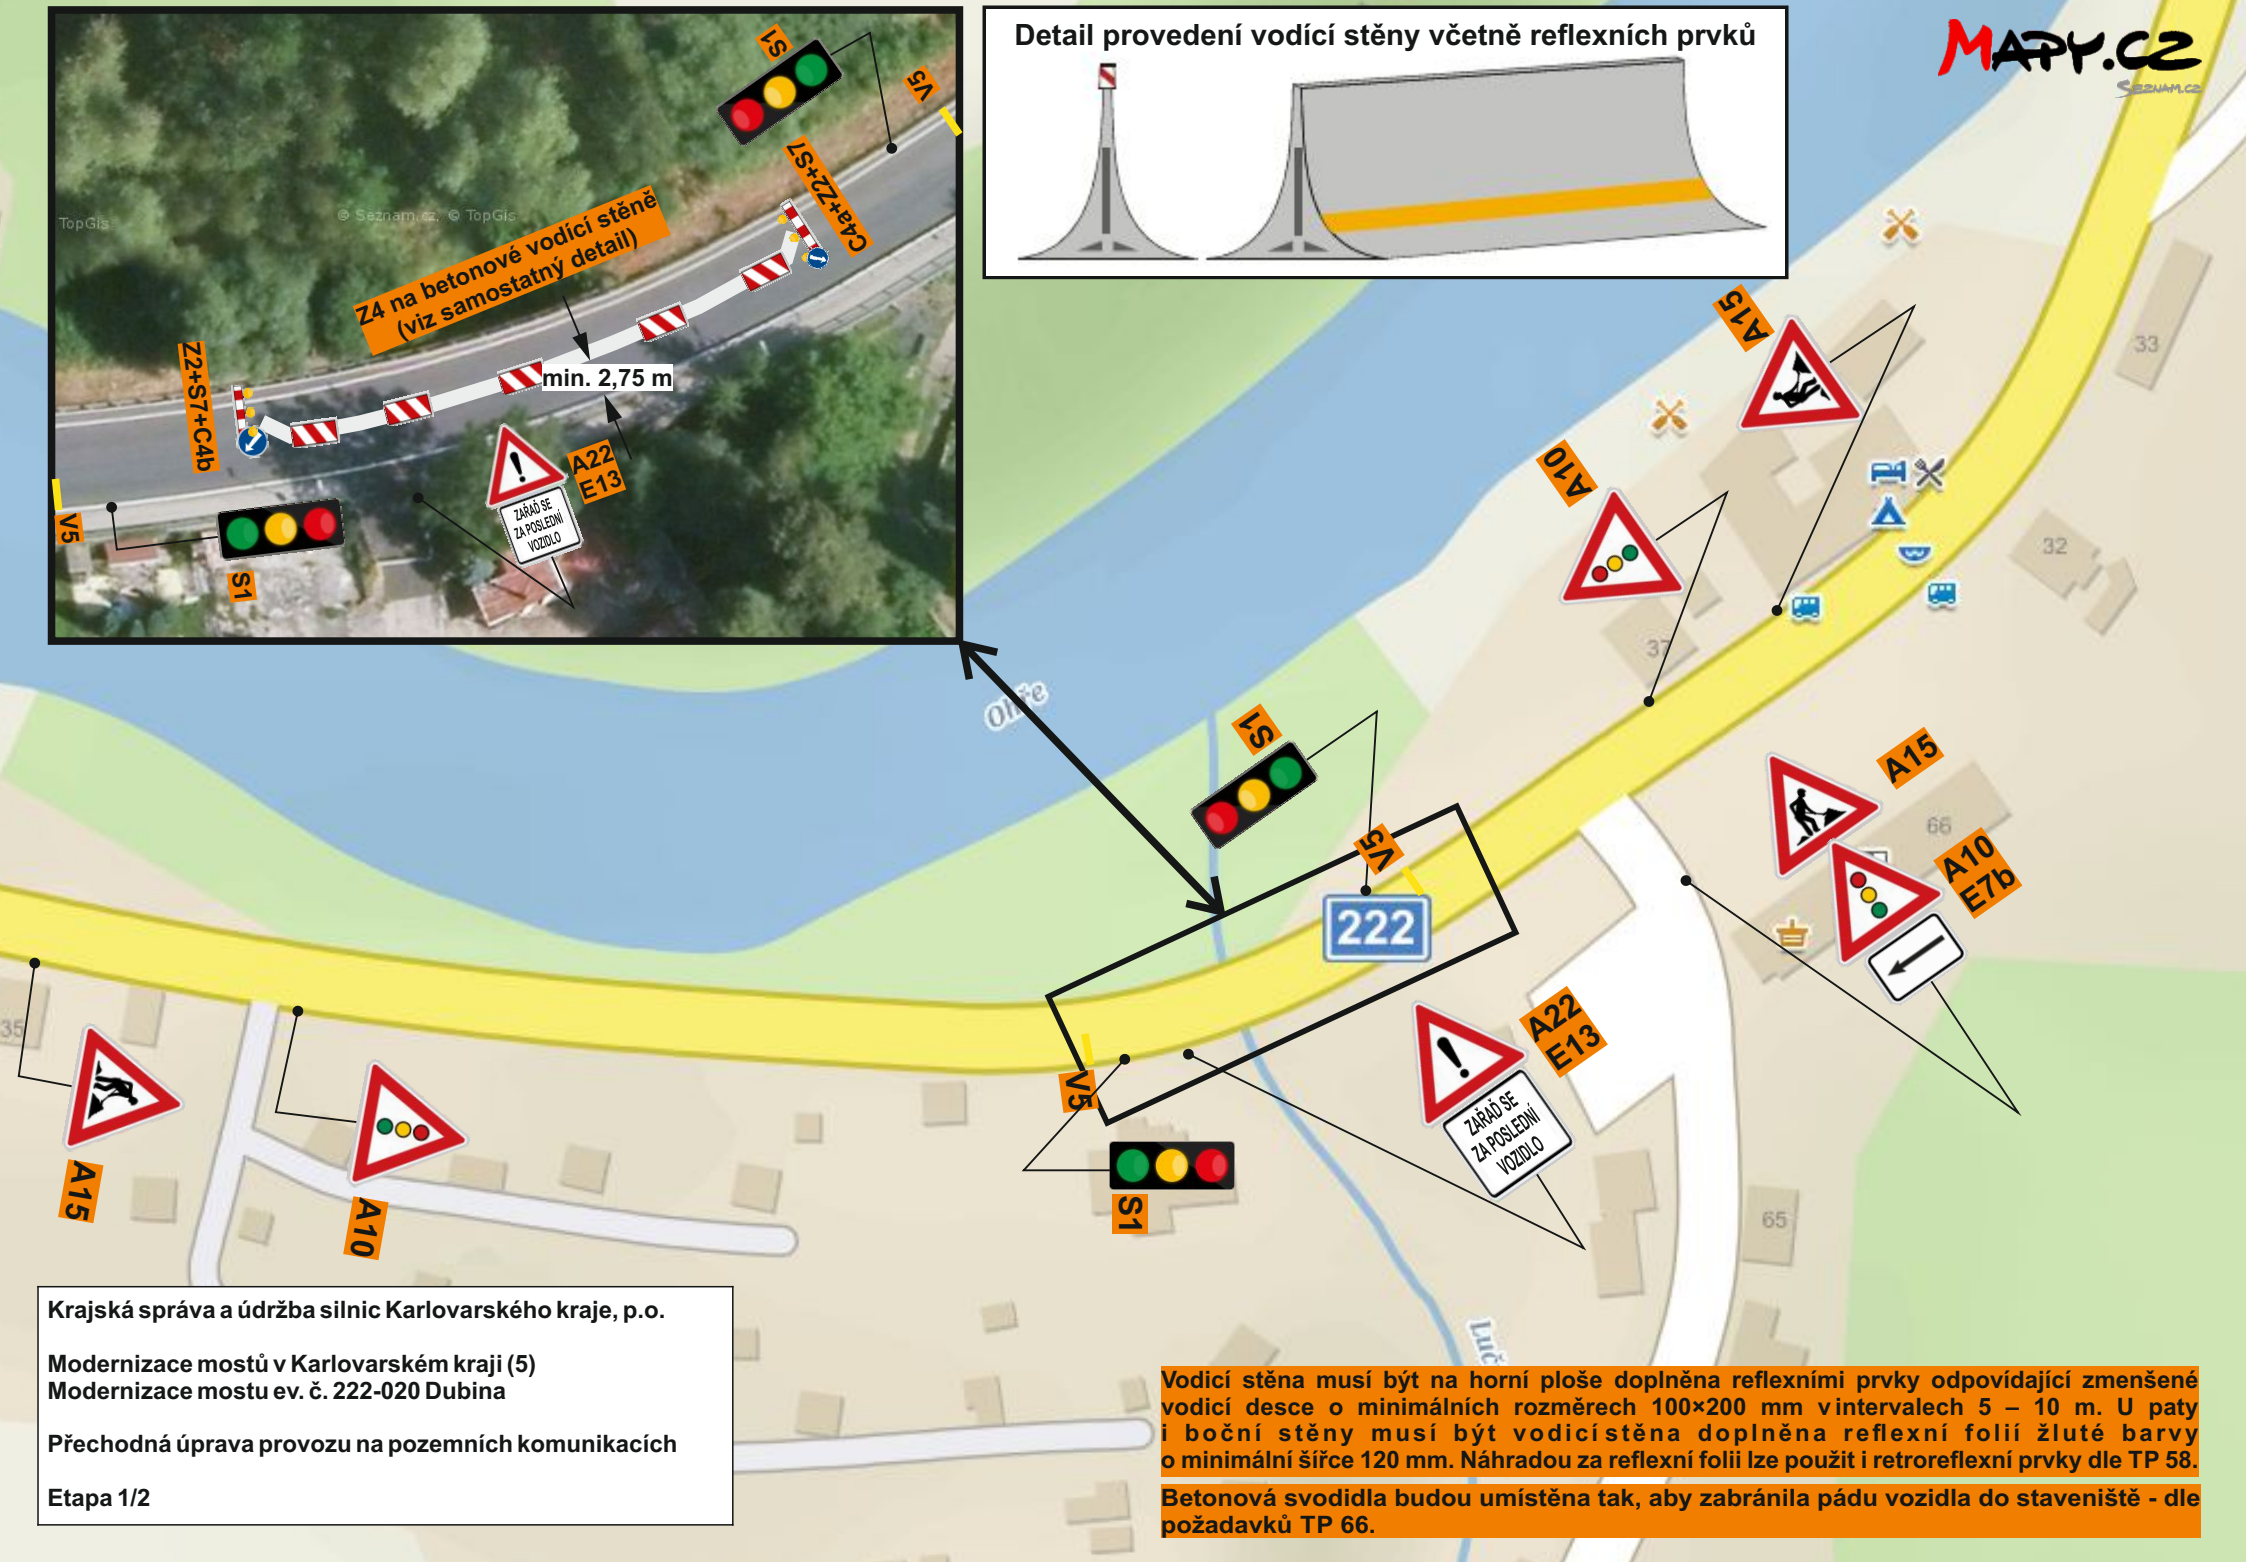 S1
V5
C4a+Z2+S7
TopGis
© Seznam.cz, © TopGis
Z4 na betonové vodící stěně
(viz samostatný detail)
Z2+S7+C4b
min. 2,75 m
A22
E13
ZAŘAĎ SE
ZA POSLEDNÍ
VOZIDLO
V5
S1
Detail provedení vodící stěny včetně reflexních prvků
MAPY.CZ
SEZNAM.CZ
A15
33
A10
32
37
Ohře
S1
V5
222
A15
66
A10
E7b
A22
E13
ZAŘAĎ SE
ZA POSLEDNÍ
VOZIDLO
35
V5
A15
A10
S1
65
Luč
Krajská správa a údržba silnic Karlovarského kraje, p.o.
Modernizace mostů v Karlovarském kraji (5)
Modernizace mostu ev. č. 222-020 Dubina
Přechodná úprava provozu na pozemních komunikacích
Etapa 1/2
Vodicí stěna musí být na horní ploše doplněna reflexními prvky odpovídající zmenšené
vodicí desce o minimálních rozměrech 100×200 mm v intervalech 5 – 10 m. U paty
i boční stěny musí být vodicí stěna doplněna reflexní folií žluté barvy
o minimální šířce 120 mm. Náhradou za reflexní folii lze použit i retroreflexní prvky dle TP 58.
Betonová svodidla budou umístěna tak, aby zabránila pádu vozidla do staveniště - dle
požadavků TP 66.